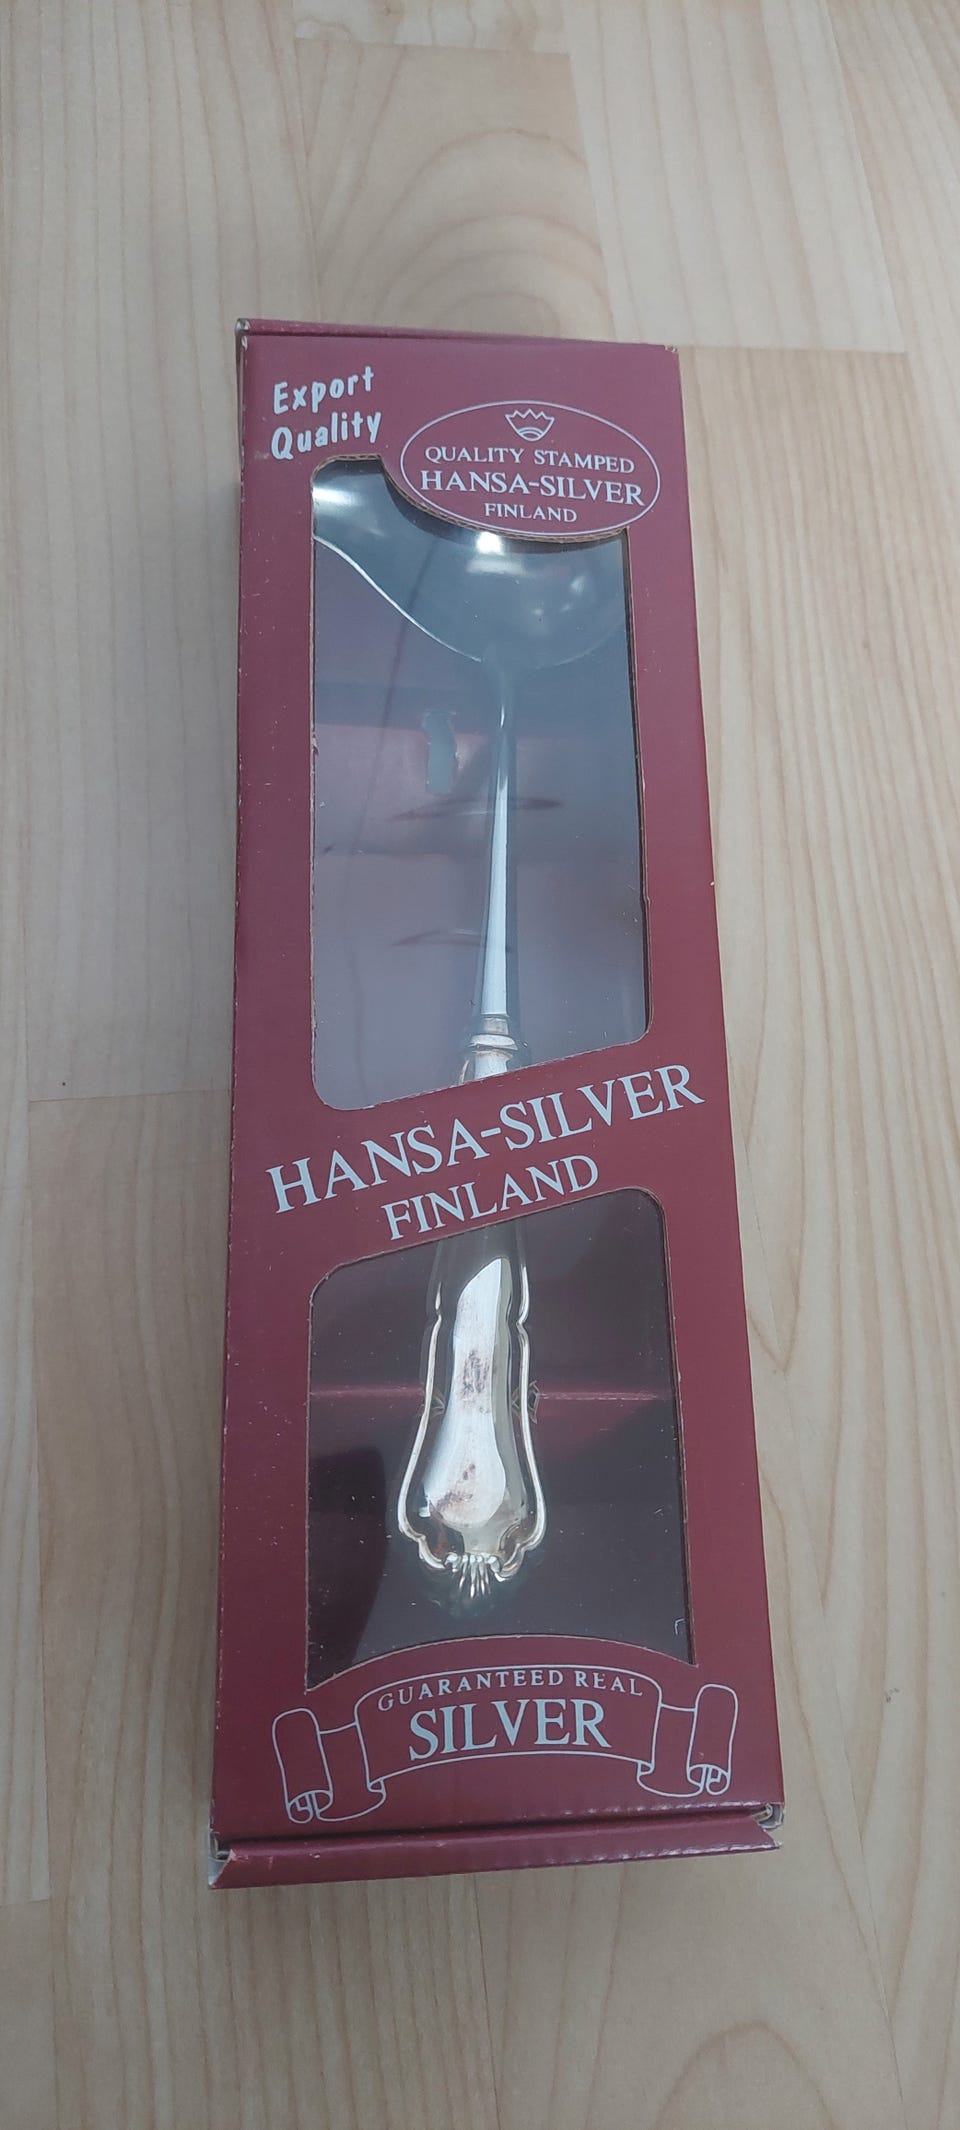 Export
Quality
QUALITY STAMPED
HANSA-SILVER
FINLAND
HANSA-SILVER
FINLAND
GUARANTEED REAL
SILVER